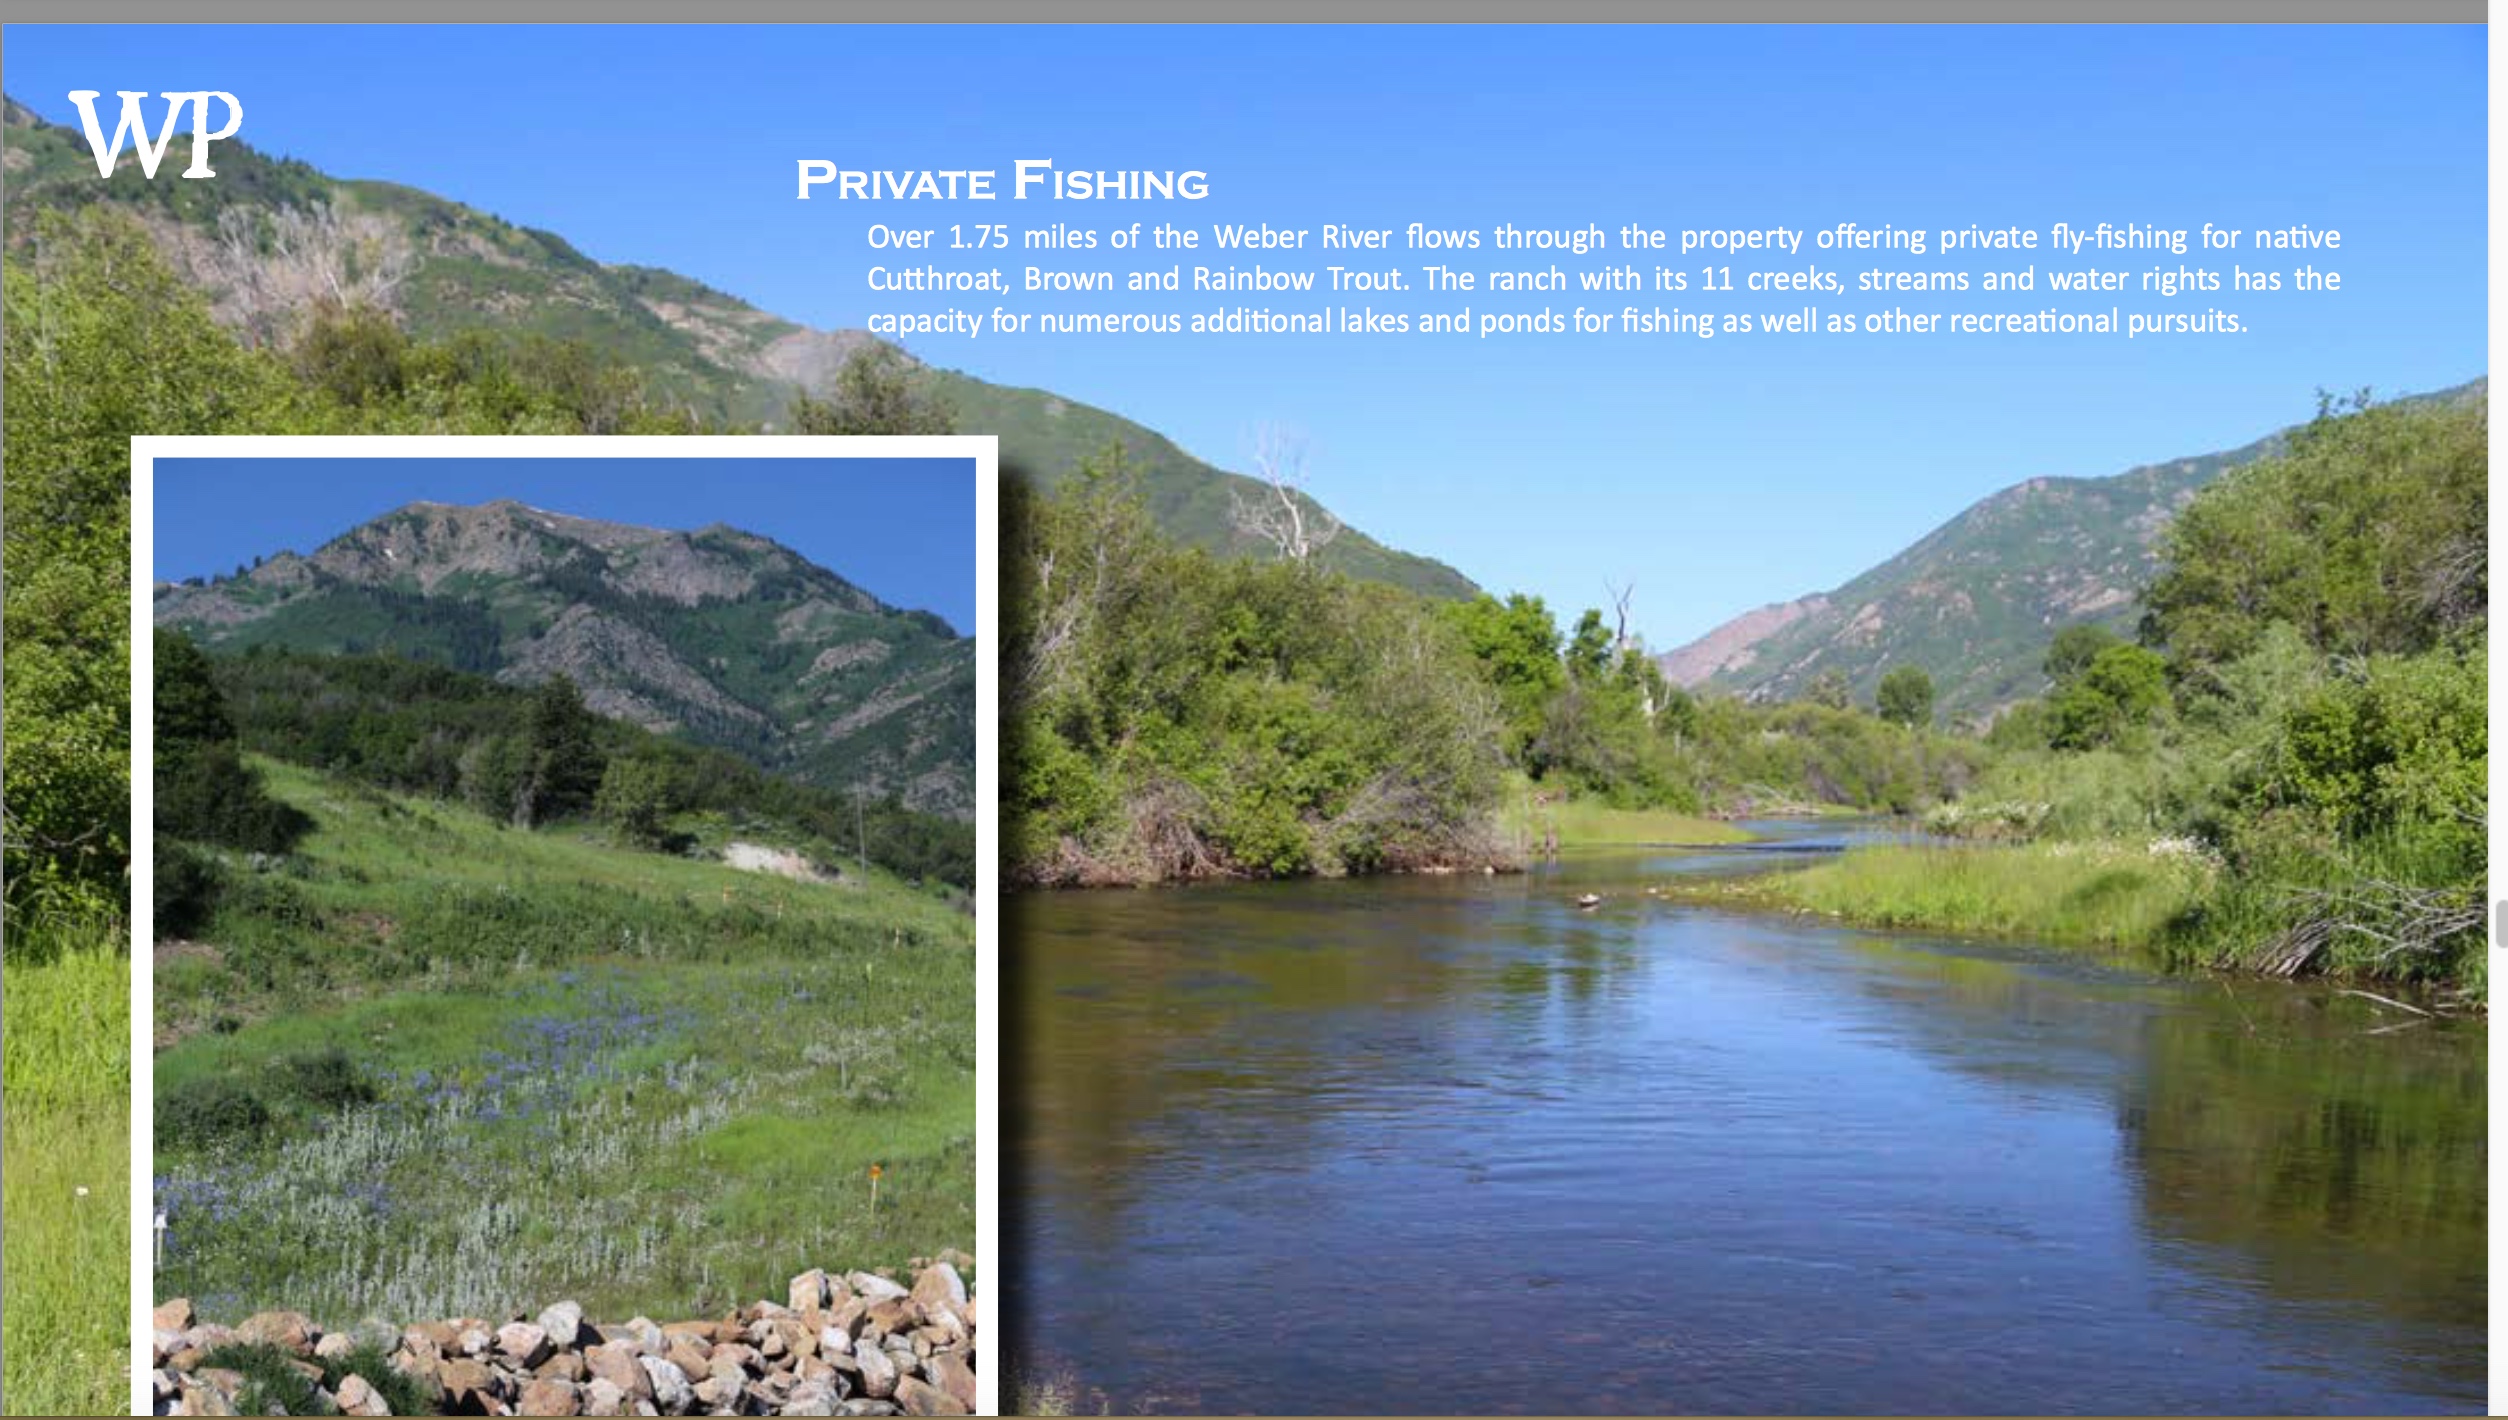 WP
Private Fishing
Over 1.75 miles of the Weber River flows through the property offering private fly-fishing for native
Cutthroat, Brown and Rainbow Trout. The ranch with its 11 creeks, streams and water rights has the
capacity for numerous additional lakes and ponds for fishing as well as other recreational pursuits.